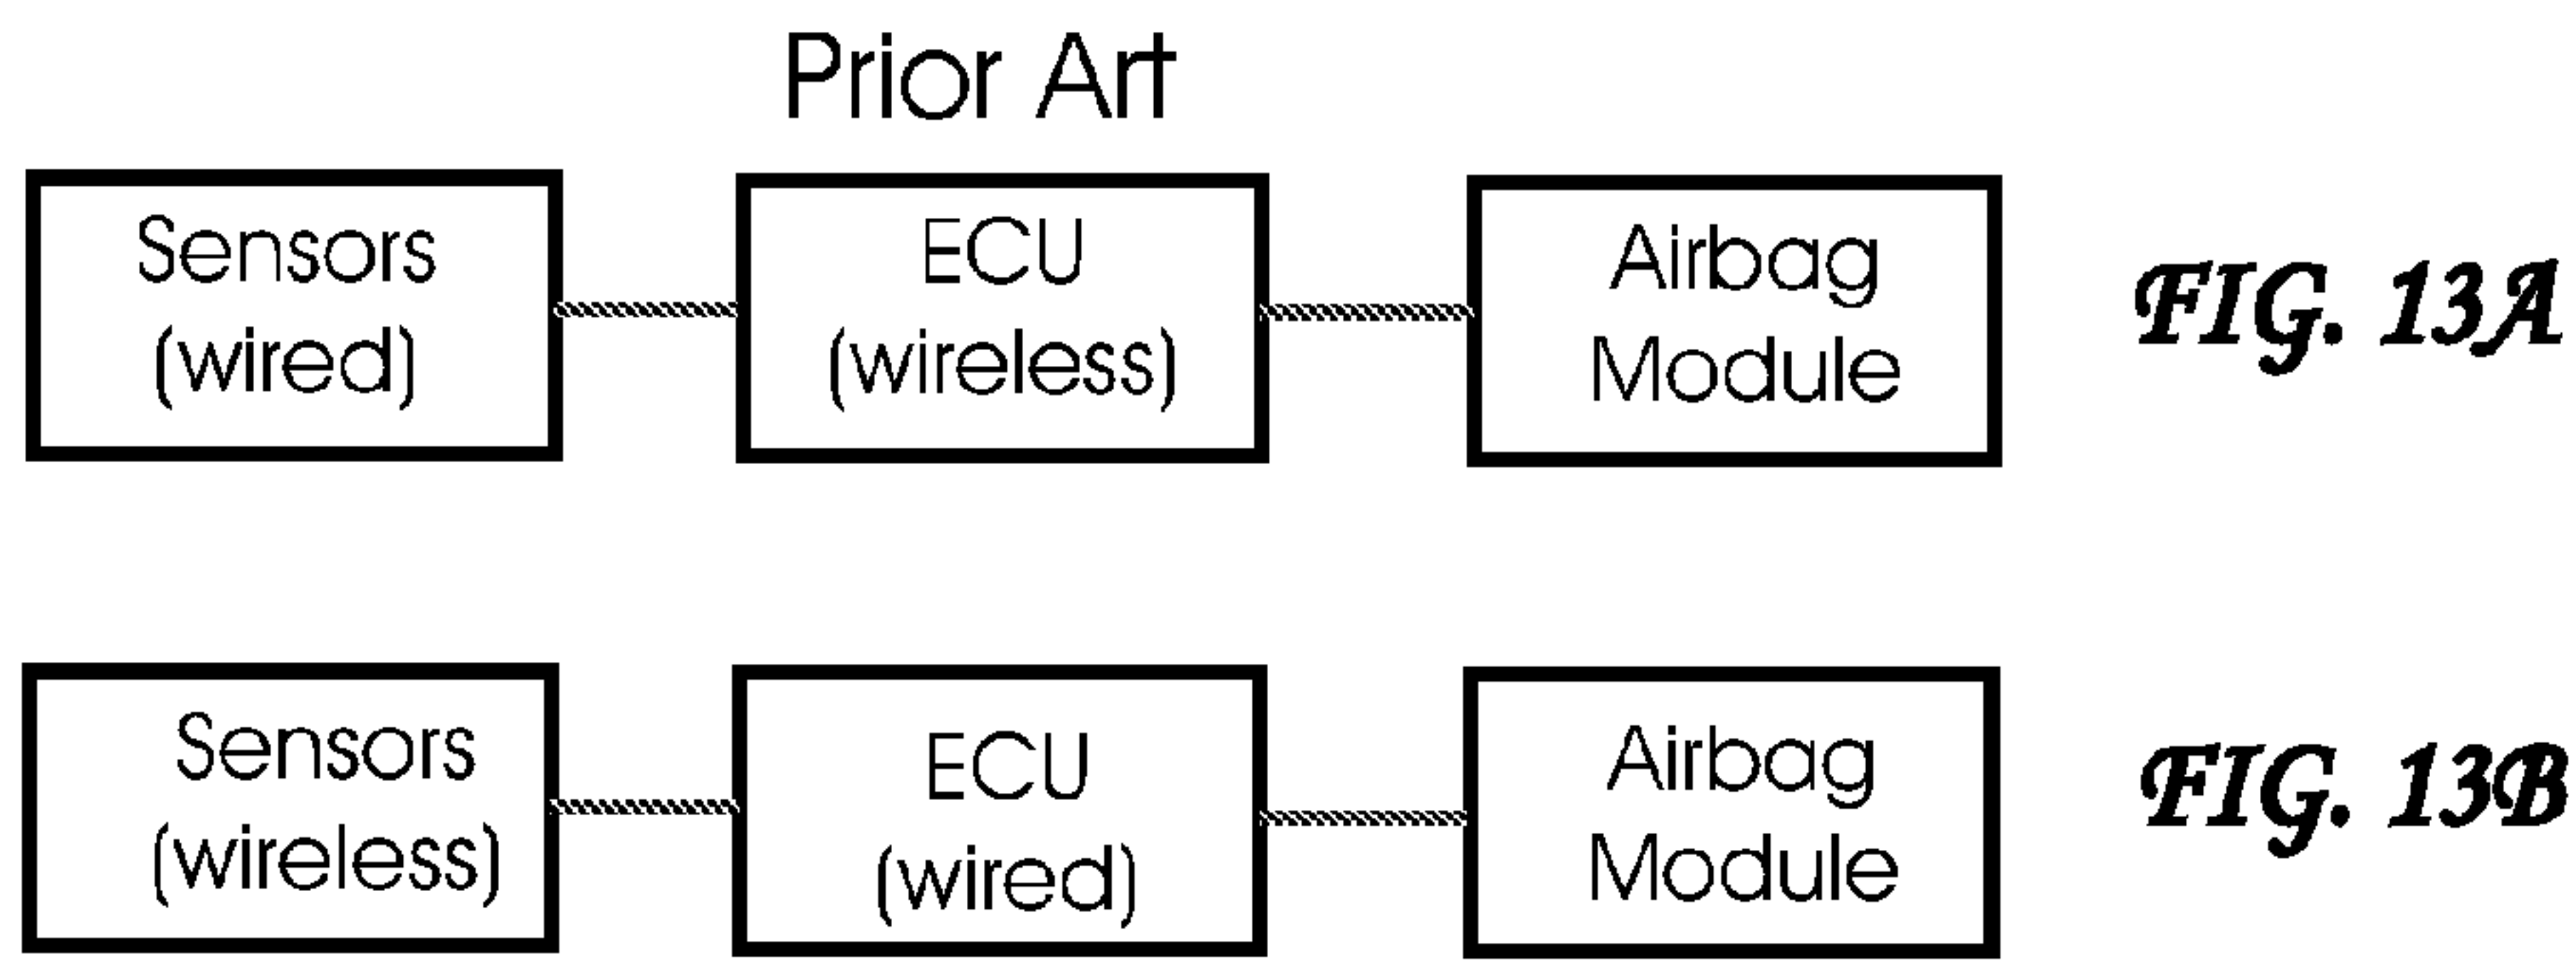 Prior Art
Sensors
(wired)
ECU
(wireless)
Airbag
Module
FIG. 13A
Sensors
(wireless)
ECU
(wired)
Airbag
Module
FIG. 13B